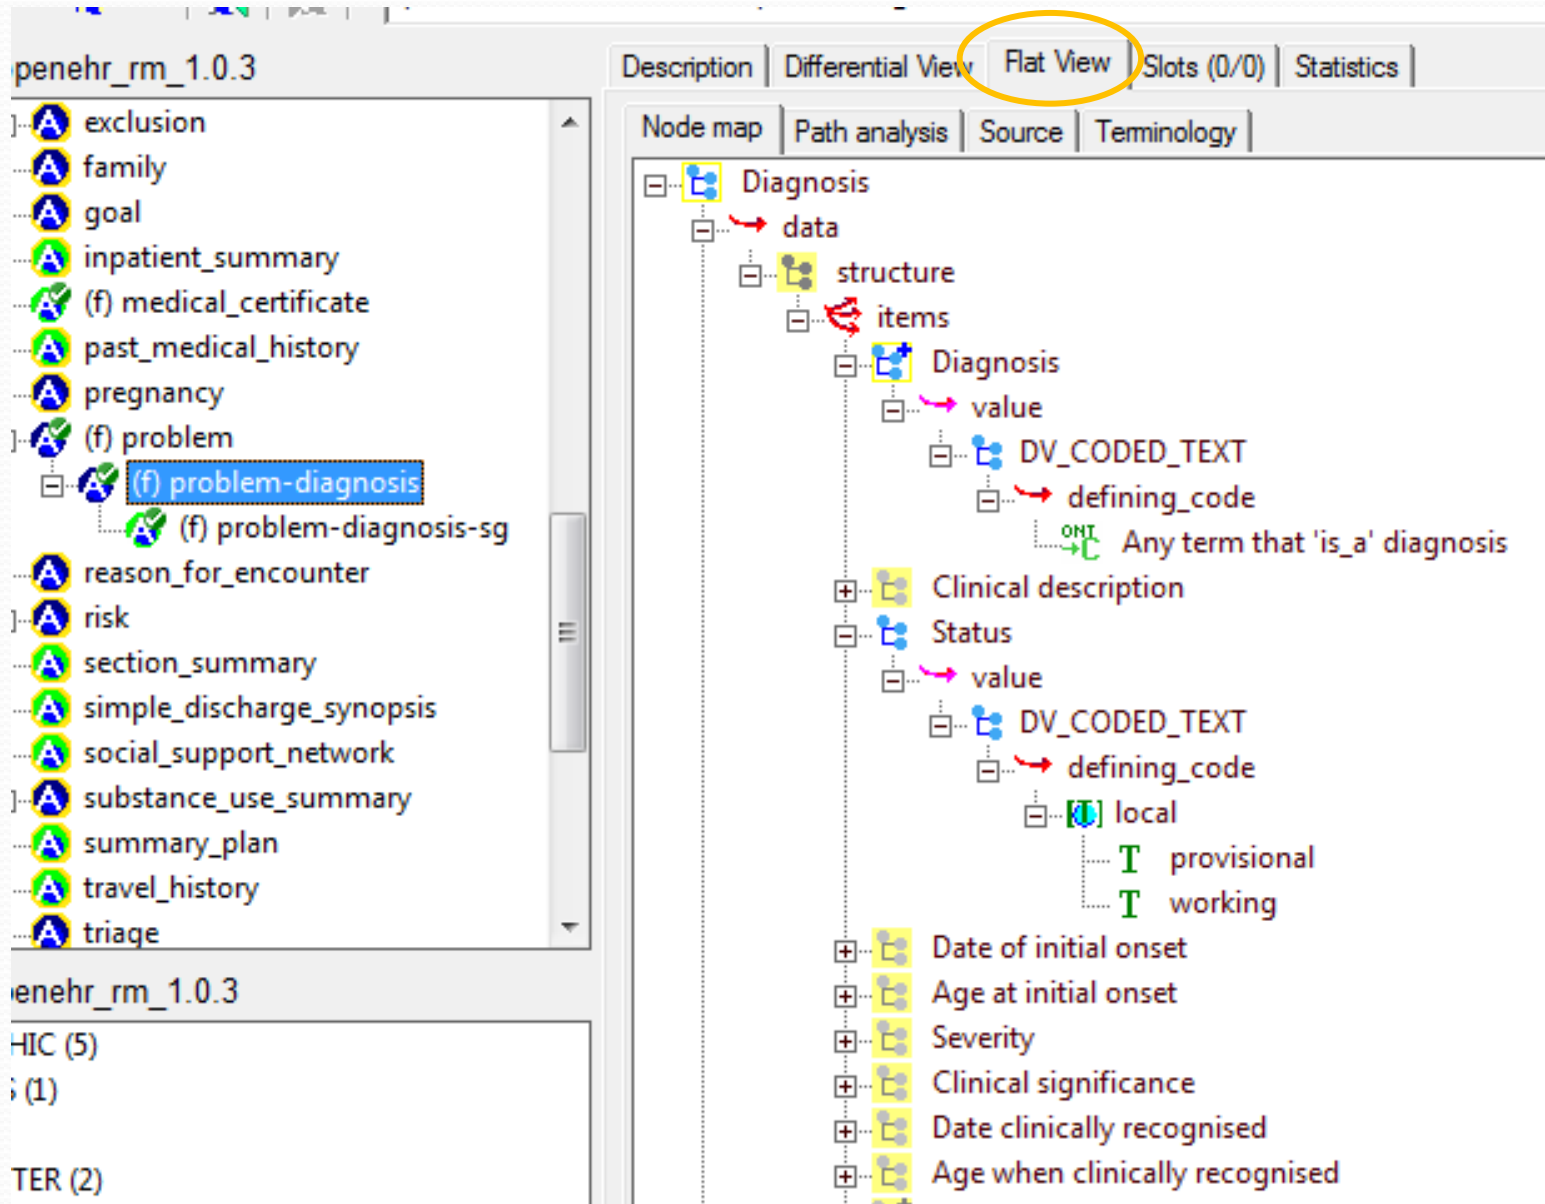 penehr_rm_1.0.3
exclusion
family
goal
inpatient_summary
(f) medical_certificate
past_medical_history
pregnancy
(f) problem
(f) problem-diagnosis
(f) problem-diagnosis-sg
reason_for_encounter
risk
section_summary
simple_discharge_synopsis
social_support_network
substance_use_summary
summary_plan
travel_history
triage
enehr_rm_1.0.3
HIC (5)
(1)
TER (2)
Description Differential View Flat View Slots (0/0) Statistics
Node map Path analysis Source Terminology
Diagnosis
data
structure
items
Diagnosis
value
DV_CODED_TEXT
defining_code
Any term that 'is_a' diagnosis
Clinical description
Status
value
DV_CODED_TEXT
defining_code
local
T provisional
T working
Date of initial onset
Age at initial onset
Severity
Clinical significance
Date clinically recognised
Age when clinically recognised